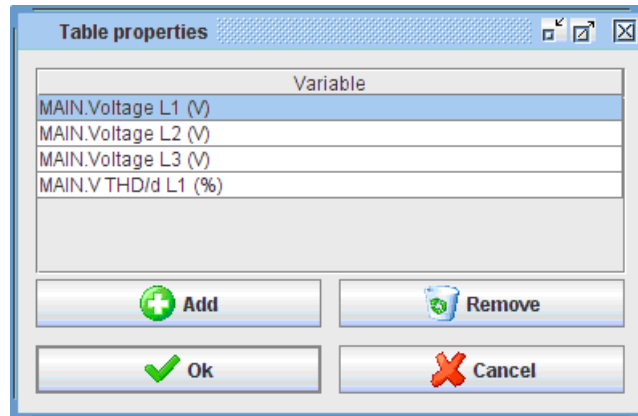 Table properties
Variable
MAIN.Voltage L1 (V)
MAIN.Voltage L2 (V)
MAIN.Voltage L3 (V)
MAIN.V THD/d L1 (%)
Add
Remove
Ok
Cancel